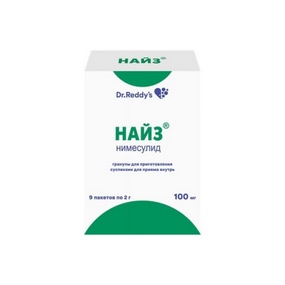 Dr.Reddy's
НАЙЗ®
нимесулид
гранулы для приготовления
суспензии для приема внутрь
9 пакетов по 2 г 100 мг